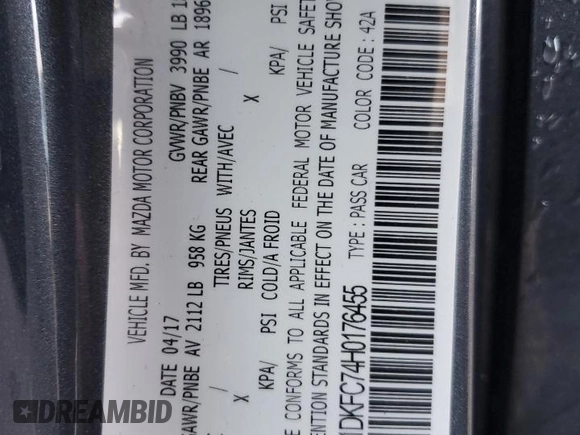 VEHICLE MFD. BY MAZDA MOTOR CORPORATION
DATE 04/17 GVWR/PNBV 3990 LB
GAWR/PNBE AV 2112 LB 958 KG REAR GAWR/PNBE AR 1896
/ TIRES/PNEUS WITH/AVEC /
X RIMS/JANTES X
KPA/ PSI COLD/A FROID KPA/ PSI
CONFORMS TO ALL APPLICABLE FEDERAL MOTOR VEHICLE
STANDARDS IN EFFECT ON THE DATE OF MANUFACTURE
1DKFC74H0176455 TYPE : PASS CAR COLOR CODE : 42A
DREAMBID